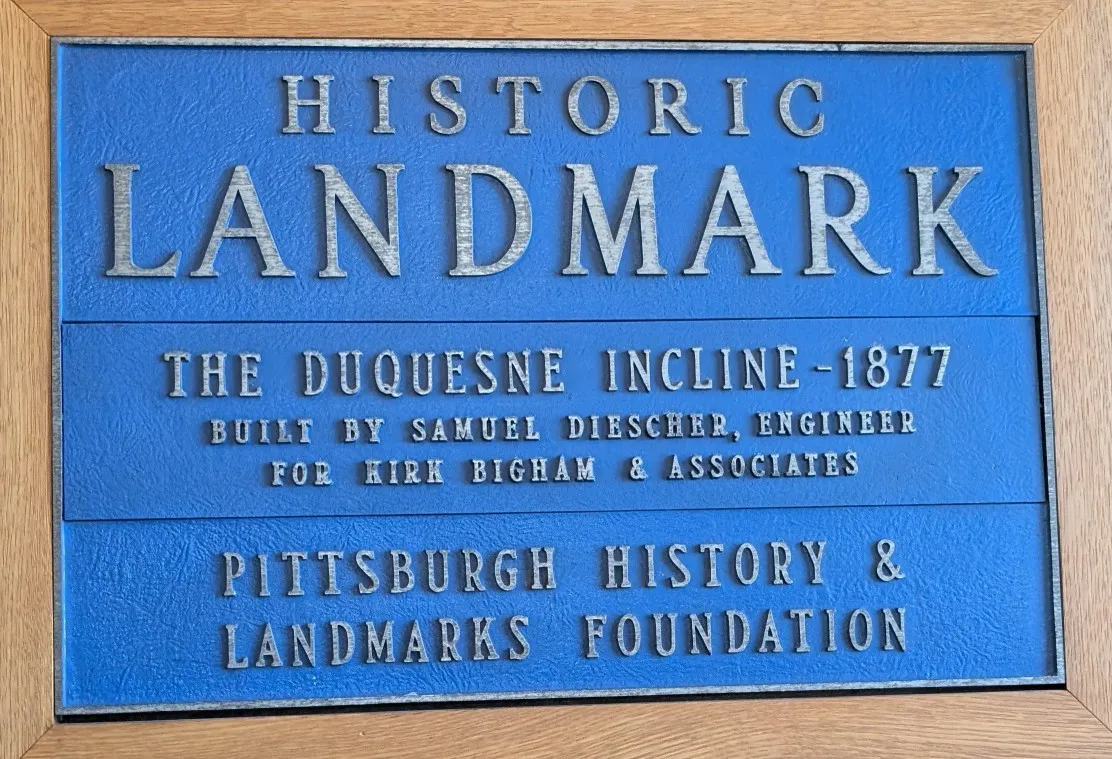 HISTORIC
LANDMARK
THE DUQUESNE INCLINE - 1877
BUILT BY SAMUEL DIESCHER, ENGINEER
FOR KIRK BIGHAM & ASSOCIATES
PITTSBURGH HISTORY &
LANDMARKS FOUNDATION